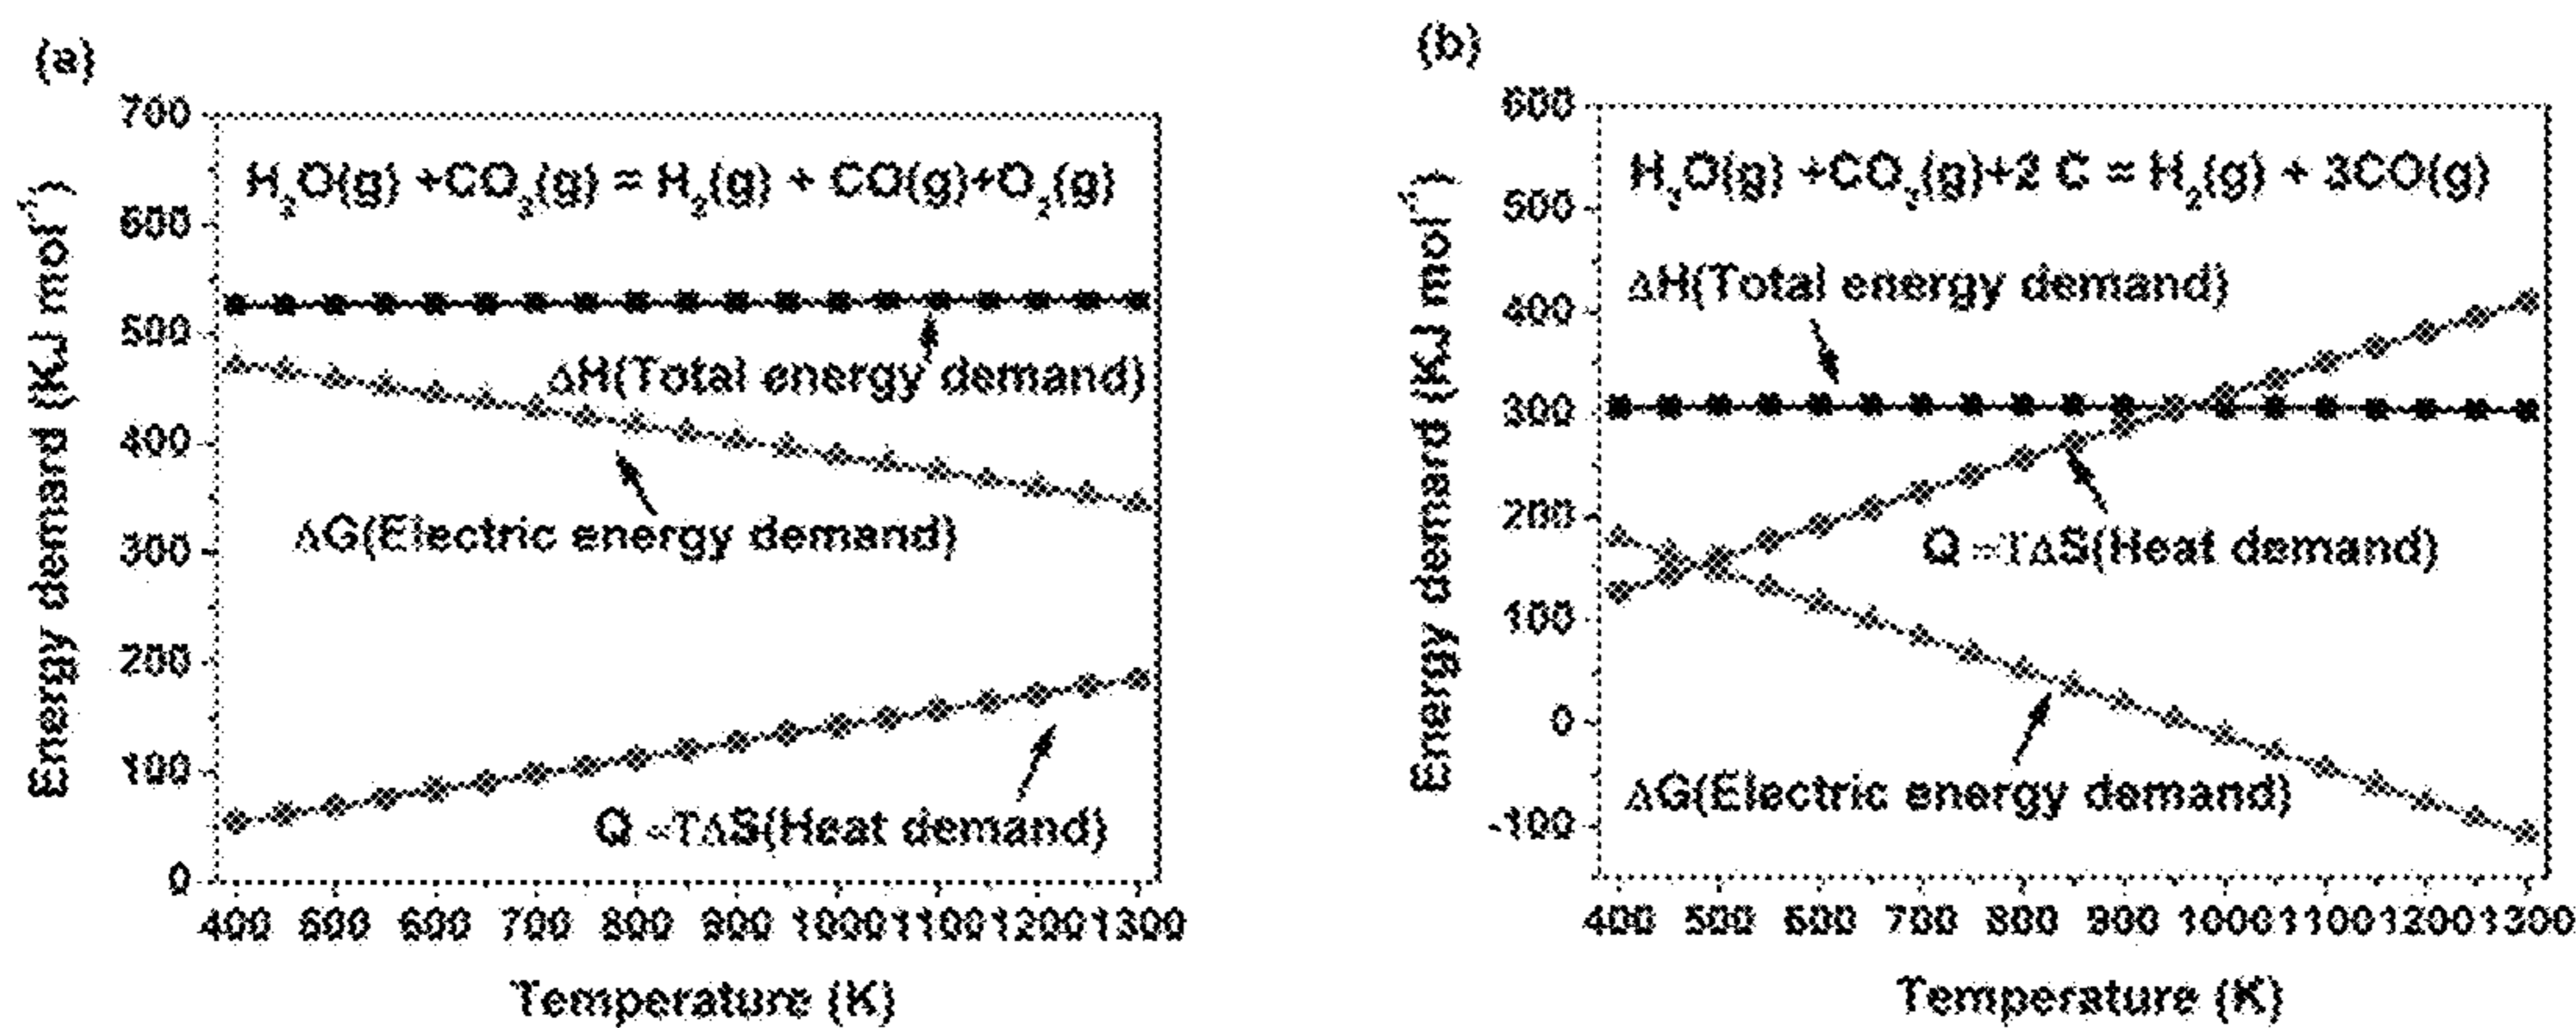 (a)
700
600
500
400
300
200
100
0
H₂O(g) +CO₂(g) = H₂(g) + CO(g)+O₂(g)
ΔH(Total energy demand)
ΔG(Electric energy demand)
Q =TΔS(Heat demand)
Energy demard (KJ mol⁻¹)
400 500 600 700 800 900 1000 1100 1200 1300
Temperature (K)
(b)
600
500
400
300
200
100
0
-100
H₂O(g) +CO₂(g)+2 C = H₂(g) + 3CO(g)
ΔH(Total energy demand)
Q =TΔS(Heat demand)
ΔG(Electric energy demand)
Energy demard (KJ mol⁻¹)
400 500 600 700 800 900 1000 1100 1200 1300
Temperature (K)